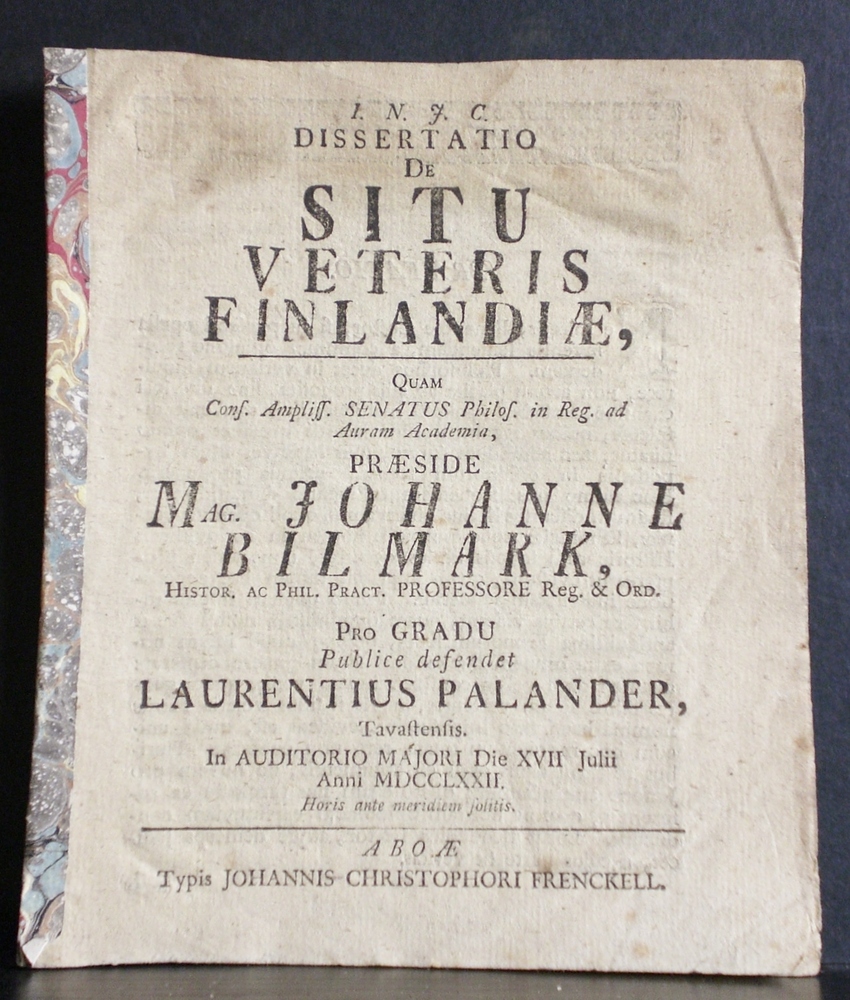 I. N. J. C.
DISSERTATIO
DE
SITU
VETERIS
FINLANDIÆ,
QUAM
Conſ. Ampliſſ. SENATUS Philoſ. in Reg. ad
Auram Academia,
PRÆSIDE
MAG. JOHANNE
BILMARK,
HISTOR. AC PHIL. PRACT. PROFESSORE Reg. & ORD.
PRO GRADU
Publice defendet
LAURENTIUS PALANDER,
Tavaſtenſis.
In AUDITORIO MAJORI Die XVII Julii
Anni MDCCLXXII.
Horis ante meridiem ſolitis.
ABOÆ
Typis JOHANNIS CHRISTOPHORI FRENCKELL.